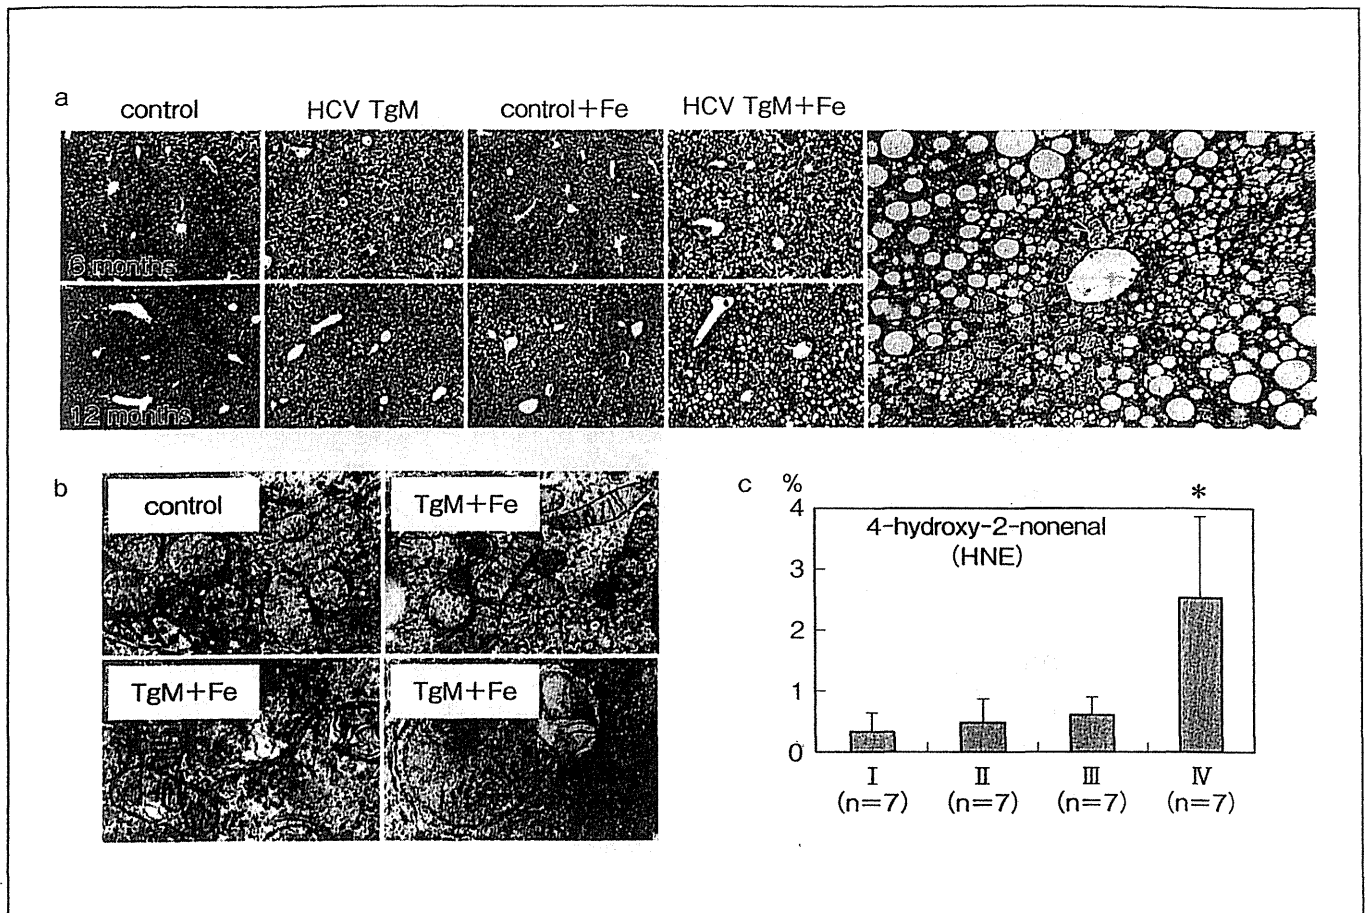 a
control HCV TgM control+Fe HCV TgM+Fe
6 months
12 months
b
control TgM+Fe
TgM+Fe TgM+Fe
c %
*
4-hydroxy-2-nonenal
(HNE)
4
3
2
1
0
Ⅰ Ⅱ Ⅲ Ⅳ
(n=7) (n=7) (n=7) (n=7)